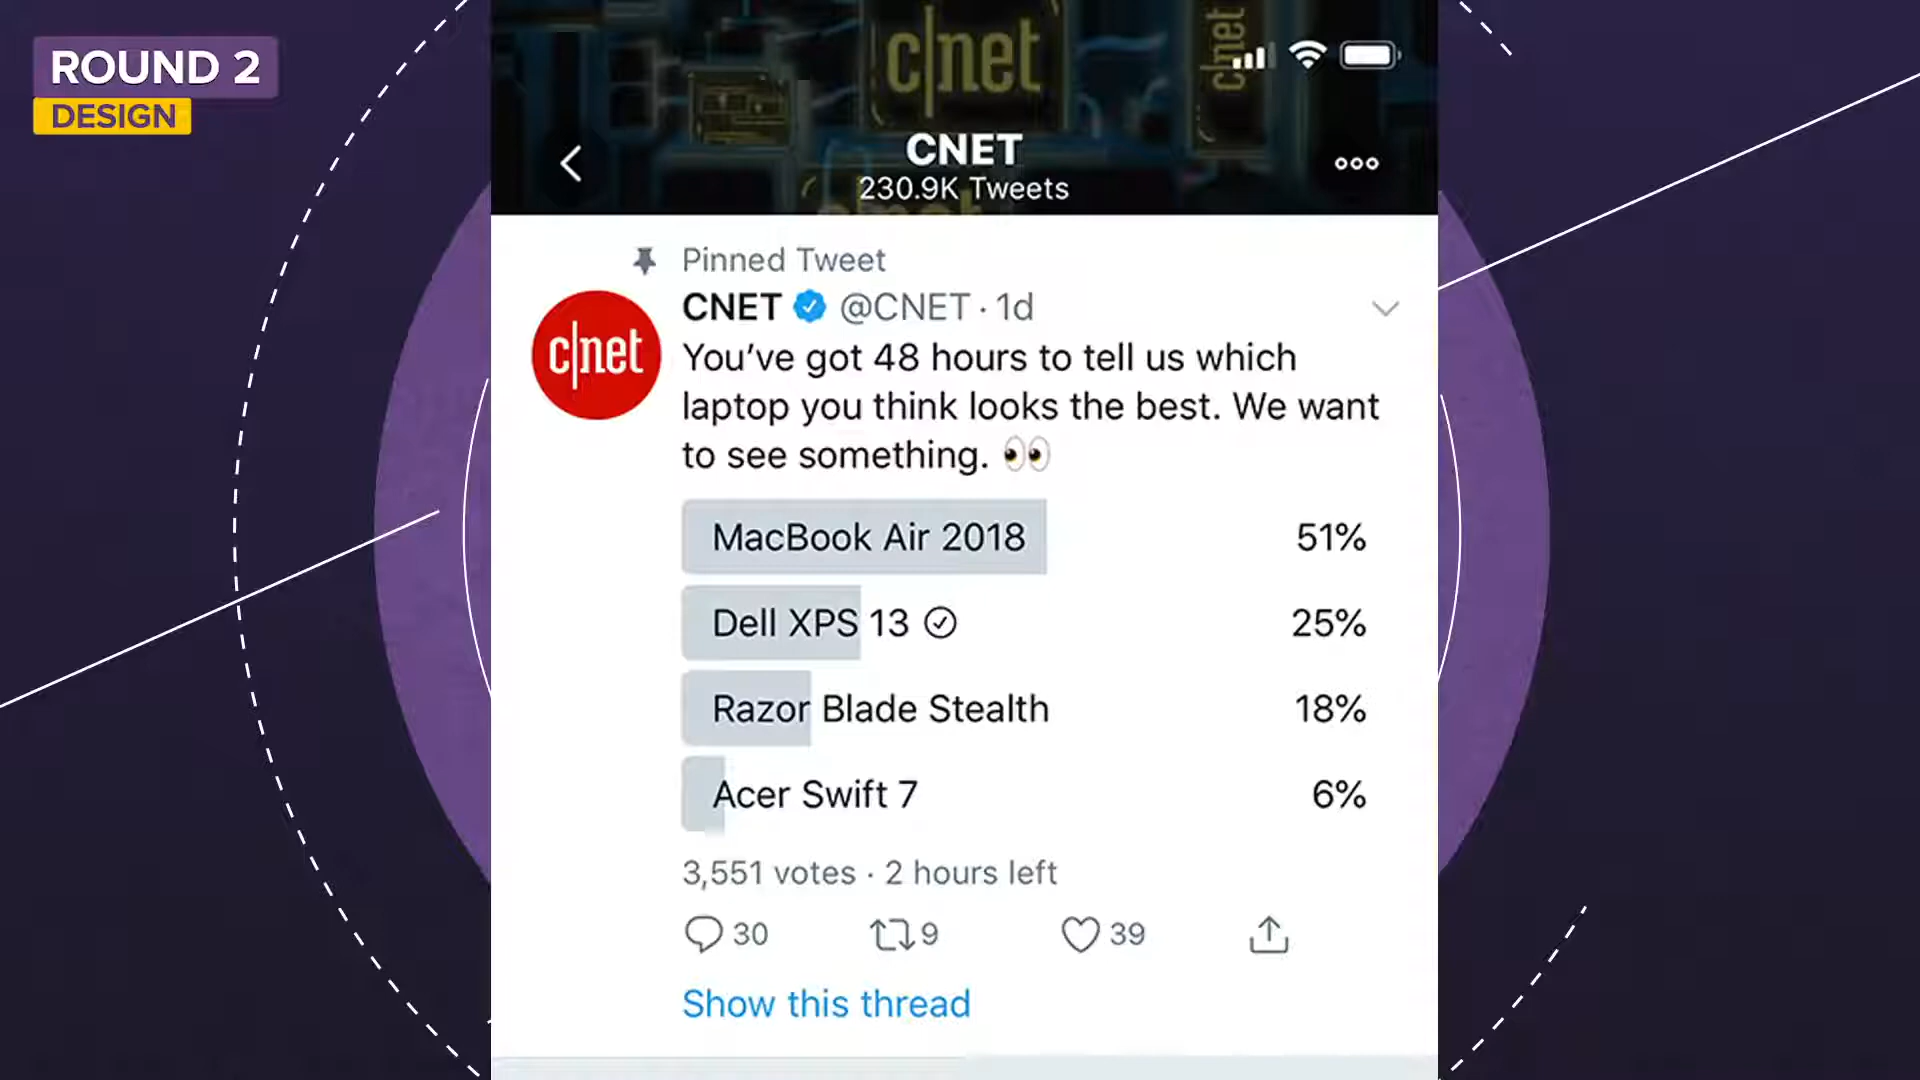 ROUND 2
DESIGN
c|net
c|net
CNET
230.9K Tweets
Pinned Tweet
CNET @CNET · 1d
c|net
You’ve got 48 hours to tell us which
laptop you think looks the best. We want
to see something. 👀
MacBook Air 2018 51%
Dell XPS 13 25%
Razor Blade Stealth 18%
Acer Swift 7 6%
3,551 votes · 2 hours left
30 9 39
Show this thread